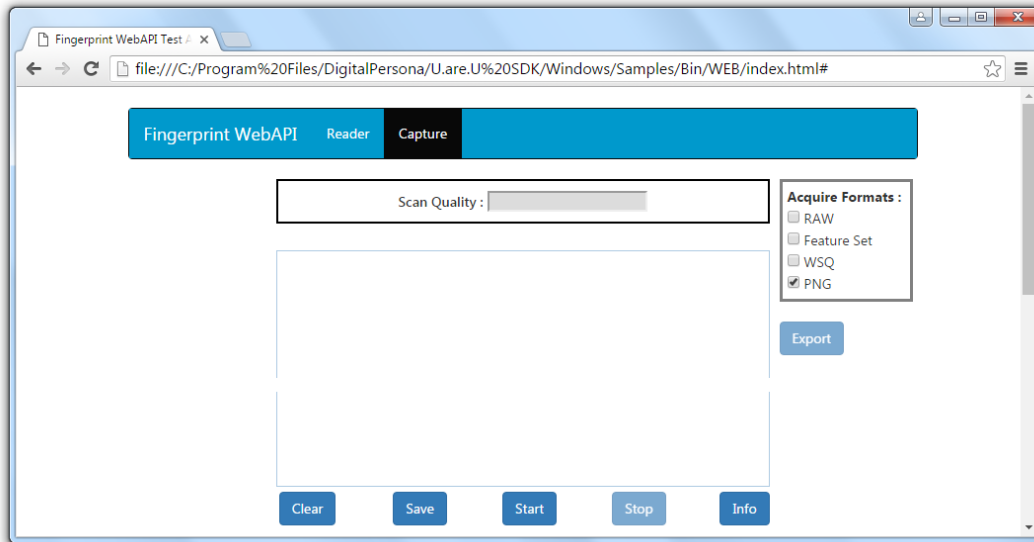 Fingerprint WebAPI Test
file:///C:/Program%20Files/DigitalPersona/U.are.U%20SDK/Windows/Samples/Bin/WEB/index.html#
Fingerprint WebAPI Reader Capture
Scan Quality :
Acquire Formats :
RAW
Feature Set
WSQ
PNG
Export
Clear Save Start Stop Info